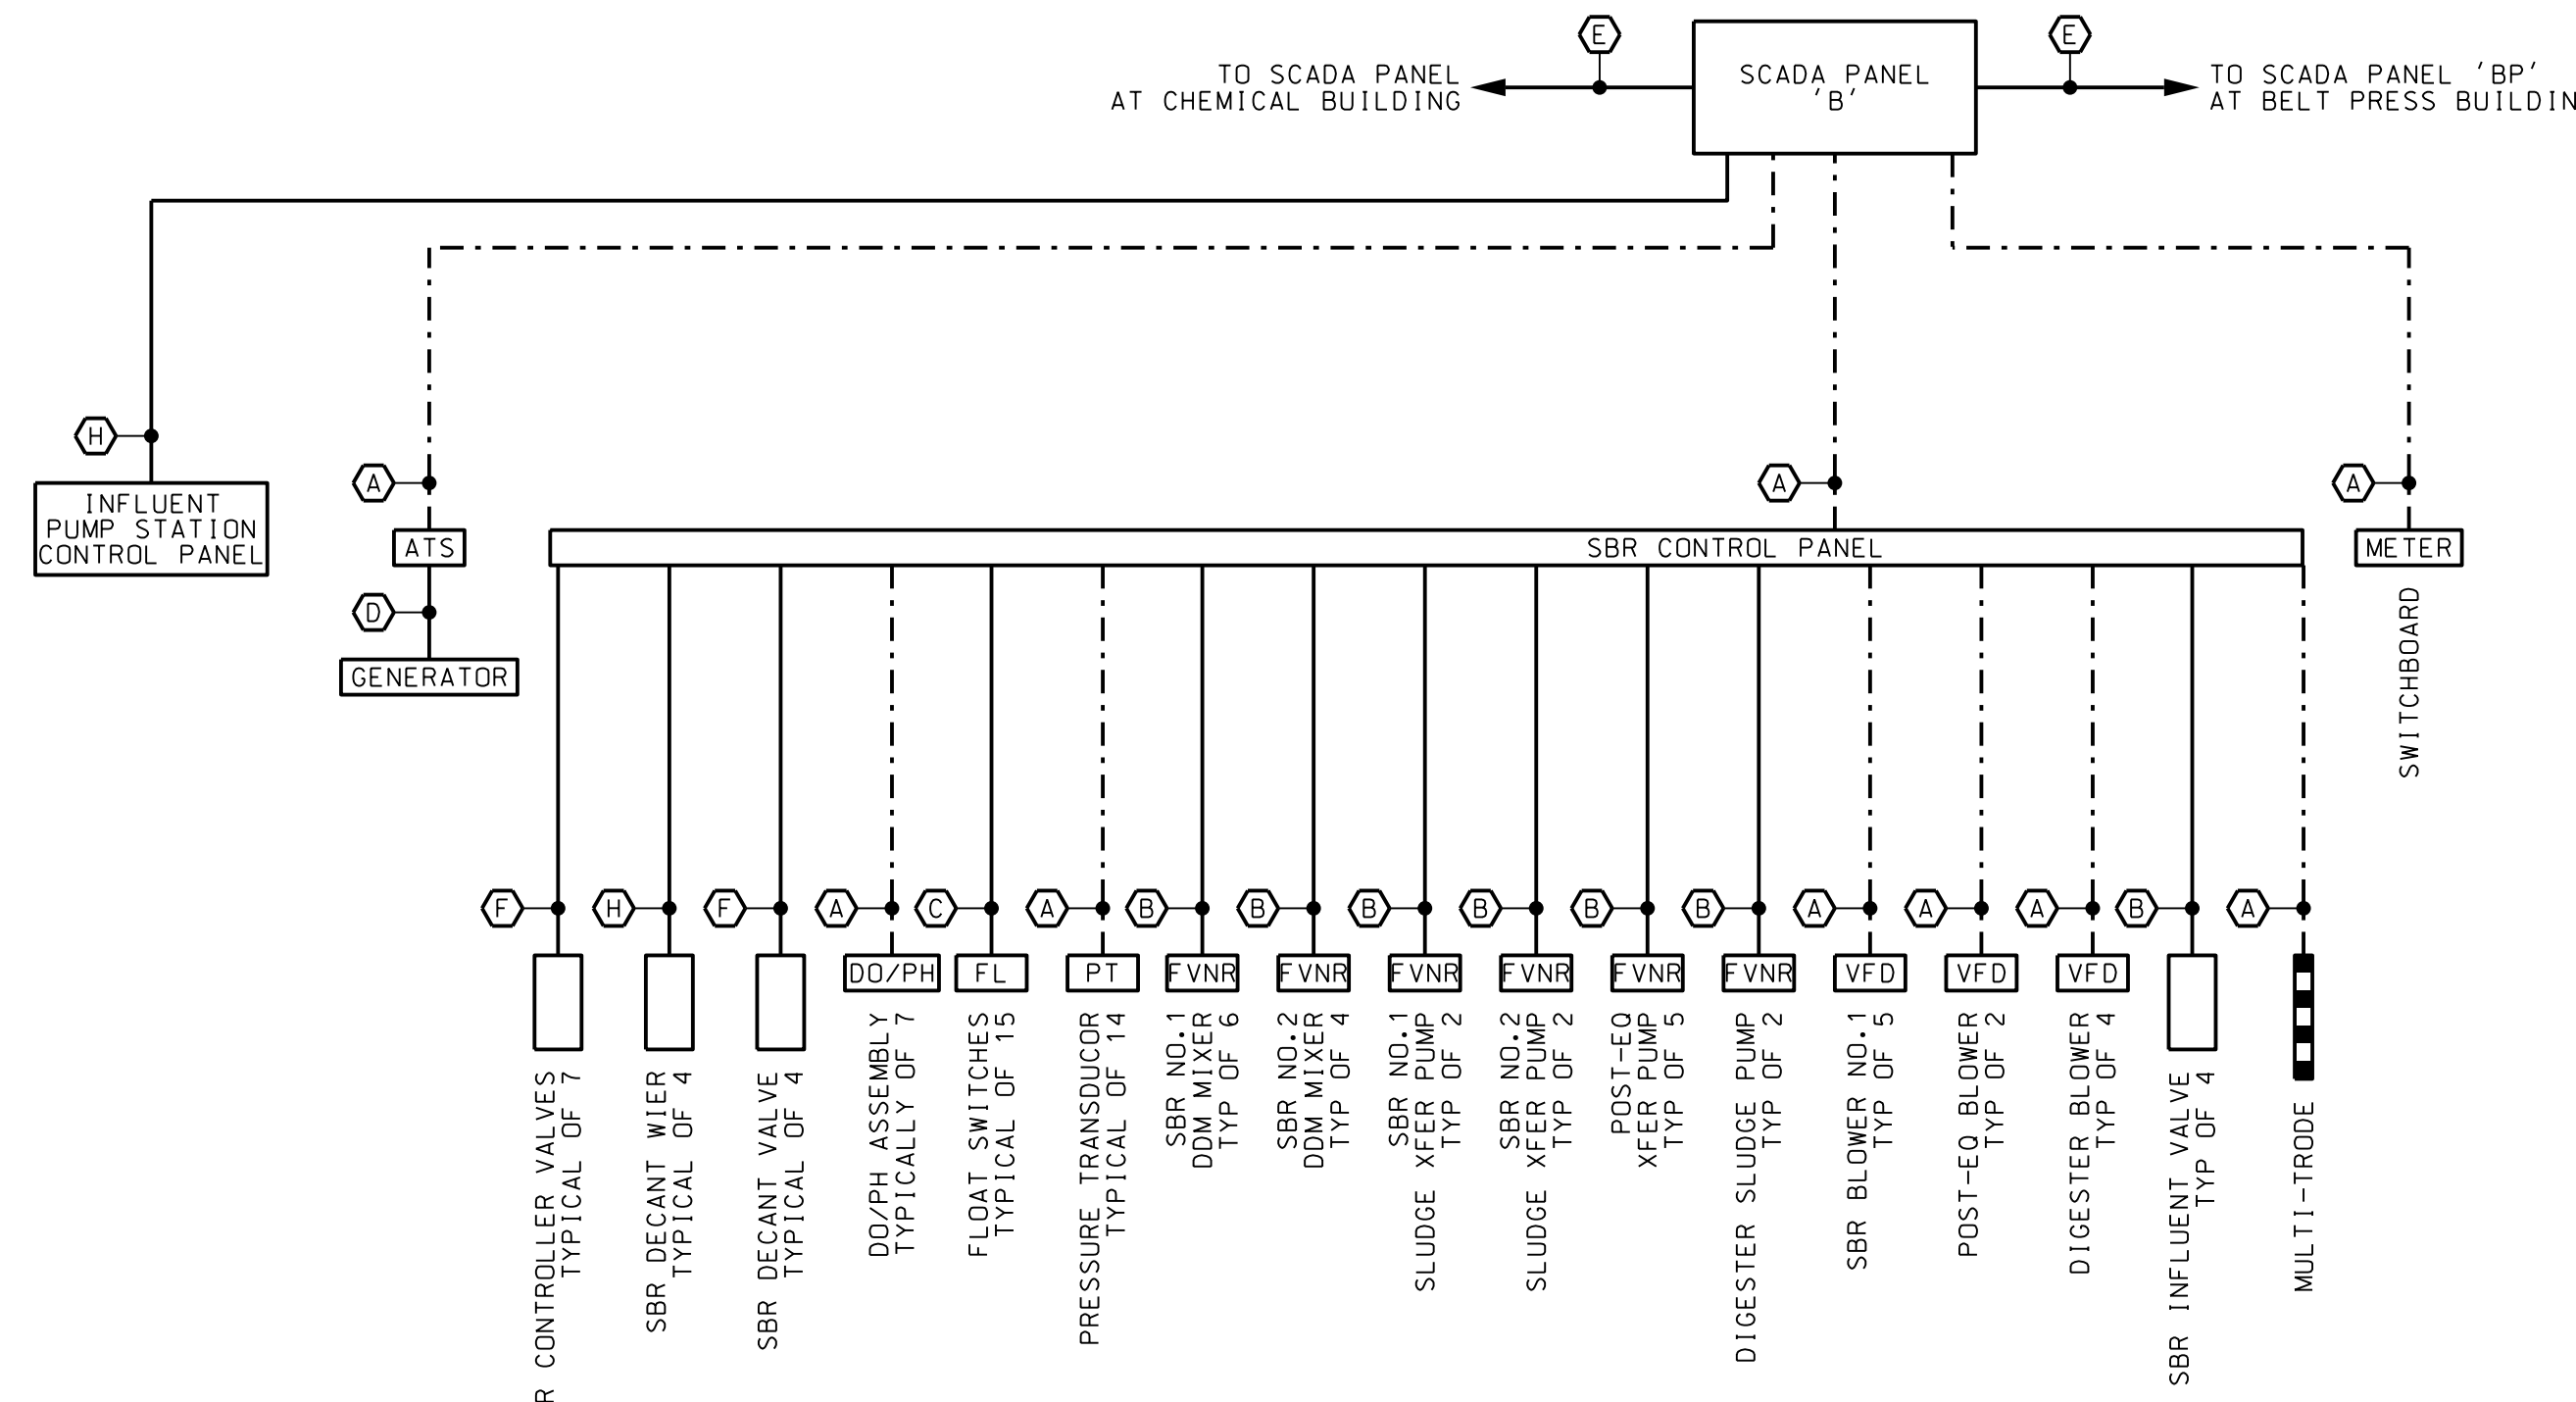 E
E
TO SCADA PANEL
AT CHEMICAL BUILDING
SCADA PANEL
'B'
TO SCADA PANEL 'BP'
AT BELT PRESS BUILDIN
H
A
A
A
INFLUENT
PUMP STATION
CONTROL PANEL
ATS
SBR CONTROL PANEL
METER
SWITCHBOARD
D
GENERATOR
F
H
F
A
C
A
B
B
B
B
B
B
A
A
A
B
A
DO/PH
FL
PT
FVNR
FVNR
FVNR
FVNR
FVNR
FVNR
VFD
VFD
VFD
R CONTROLLER VALVES
TYPICAL OF 7
SBR DECANT WIER
TYPICAL OF 4
SBR DECANT VALVE
TYPICAL OF 4
DO/PH ASSEMBLY
TYPICALLY OF 7
FLOAT SWITCHES
TYPICAL OF 15
PRESSURE TRANSDUCOR
TYPICAL OF 14
SBR NO.1
DDM MIXER
TYP OF 6
SBR NO.2
DDM MIXER
TYP OF 4
SBR NO.1
SLUDGE XFER PUMP
TYP OF 2
SBR NO.2
SLUDGE XFER PUMP
TYP OF 2
POST-EQ
XFER PUMP
TYP OF 5
DIGESTER SLUDGE PUMP
TYP OF 2
SBR BLOWER NO.1
TYP OF 5
POST-EQ BLOWER
TYP OF 2
DIGESTER BLOWER
TYP OF 4
SBR INFLUENT VALVE
TYP OF 4
MULTI-TRODE